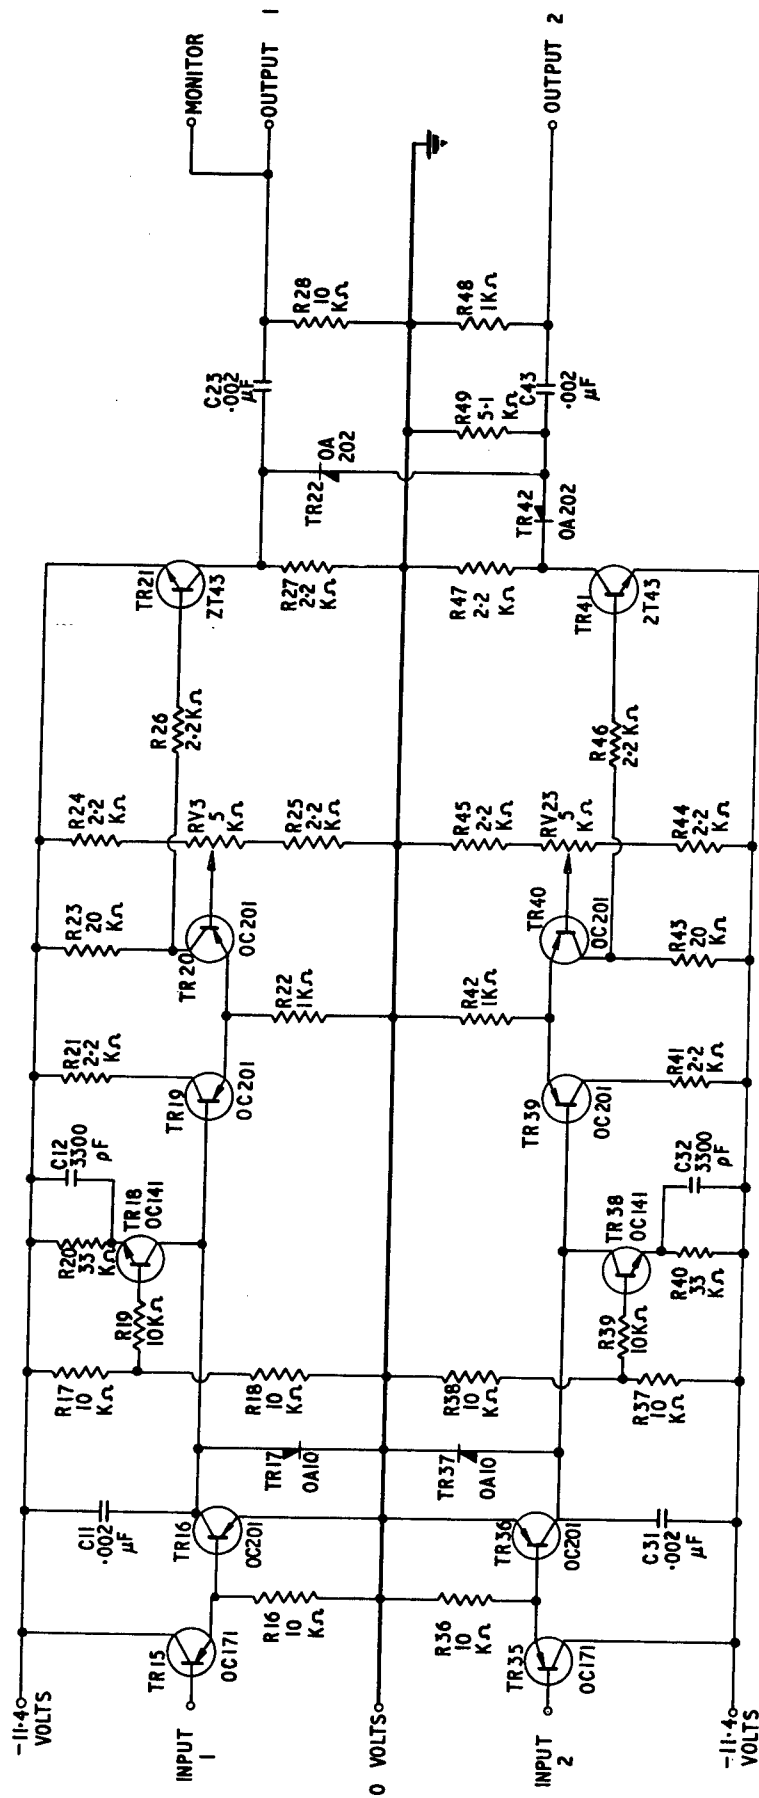 -11·4
VOLTS
INPUT
1
0 VOLTS
INPUT
2
-11·4
VOLTS
TR15
OC171
R16
10
KΩ
R36
10
KΩ
TR35
OC171
C11
·002
µF
TR16
OC201
TR36
OC201
C31
·002
µF
TR17
OA10
TR37
OA10
R17
10
KΩ
R18
10
KΩ
R38
10
KΩ
R37
10
KΩ
R19
10KΩ
R39
10KΩ
R20
33
KΩ
TR18
OC141
C12
3300
pF
TR38
OC141
R40
33
KΩ
C32
3300
pF
R21
2·2
KΩ
TR19
OC201
TR39
OC201
R41
2·2
KΩ
R22
1KΩ
R42
1KΩ
R23
20
KΩ
TR20
OC201
TR40
OC201
R43
20
KΩ
R24
2·2
KΩ
RV3
5
KΩ
R25
2·2
KΩ
R45
2·2
KΩ
RV23
5
KΩ
R44
2·2
KΩ
R26
2·2KΩ
R46
2·2KΩ
TR21
ZT43
R27
2·2
KΩ
R47
2·2
KΩ
TR41
2T43
TR22
OA
202
TR42
OA202
R49
5·1
KΩ
C23
·002
µF
C43
·002
µF
R28
10
KΩ
R48
1KΩ
MONITOR
OUTPUT 1
OUTPUT 2